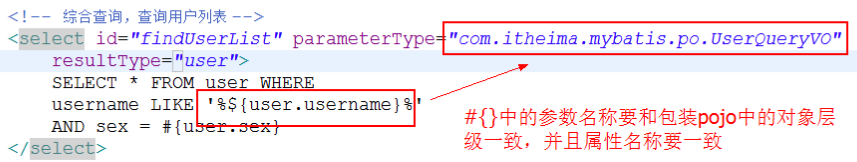 <!-- 综合查询，查询用户列表 -->
<select id="findUserList" parameterType="com.itheima.mybatis.po.UserQueryVO"
resultType="user">
SELECT * FROM user WHERE
username LIKE '%${user.username}%'
AND sex = #{user.sex}
</select>
#{}中的参数名称要和包装pojo中的对象层
级一致，并且属性名称要一致